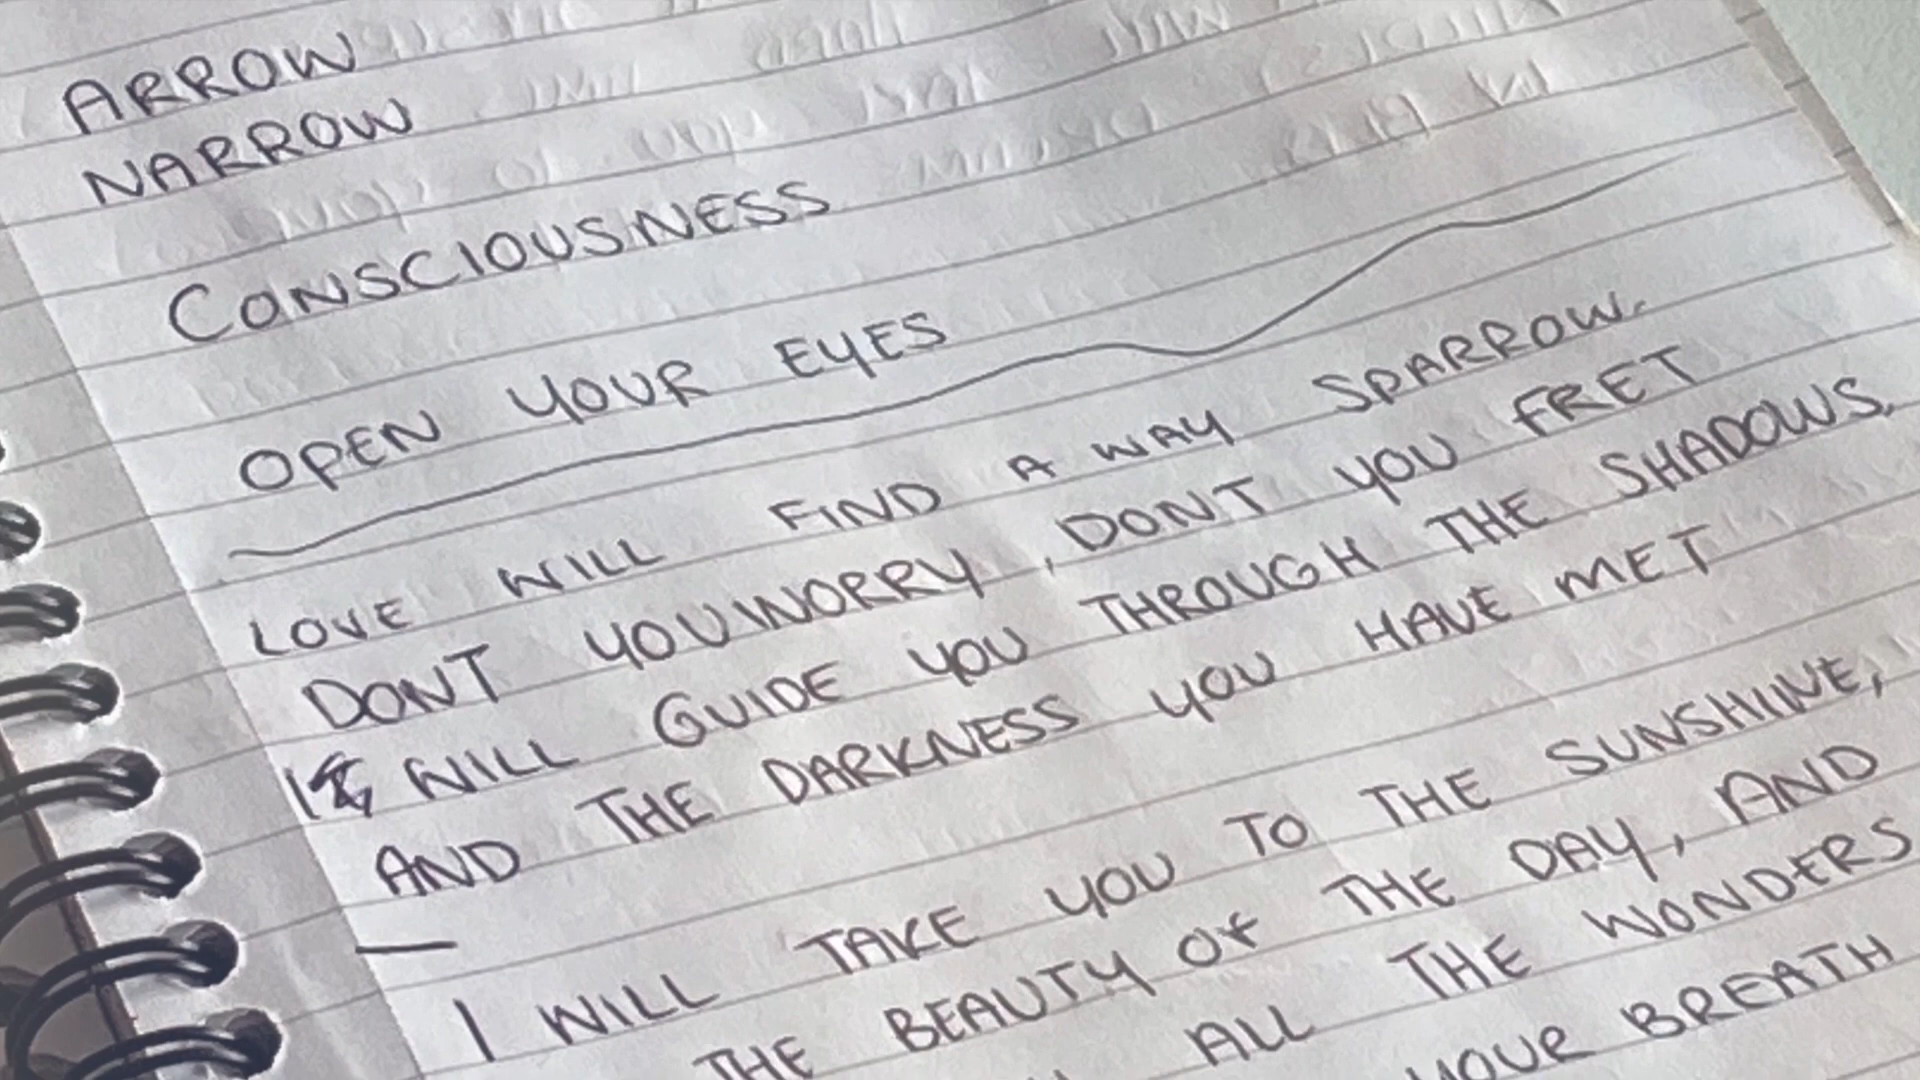 ARROW
NARROW
CONSCIOUSNESS
OPEN YOUR EYES
LOVE WILL FIND A WAY SPARROW.
DONT YOU WORRY, DONT YOU FRET
I WILL GUIDE YOU THROUGH THE SHADOWS,
AND THE DARKNESS YOU HAVE MET
I WILL TAKE YOU TO THE SUNSHINE,
THE BEAUTY OF THE DAY, AND
ALL THE WONDERS
YOUR BREATH